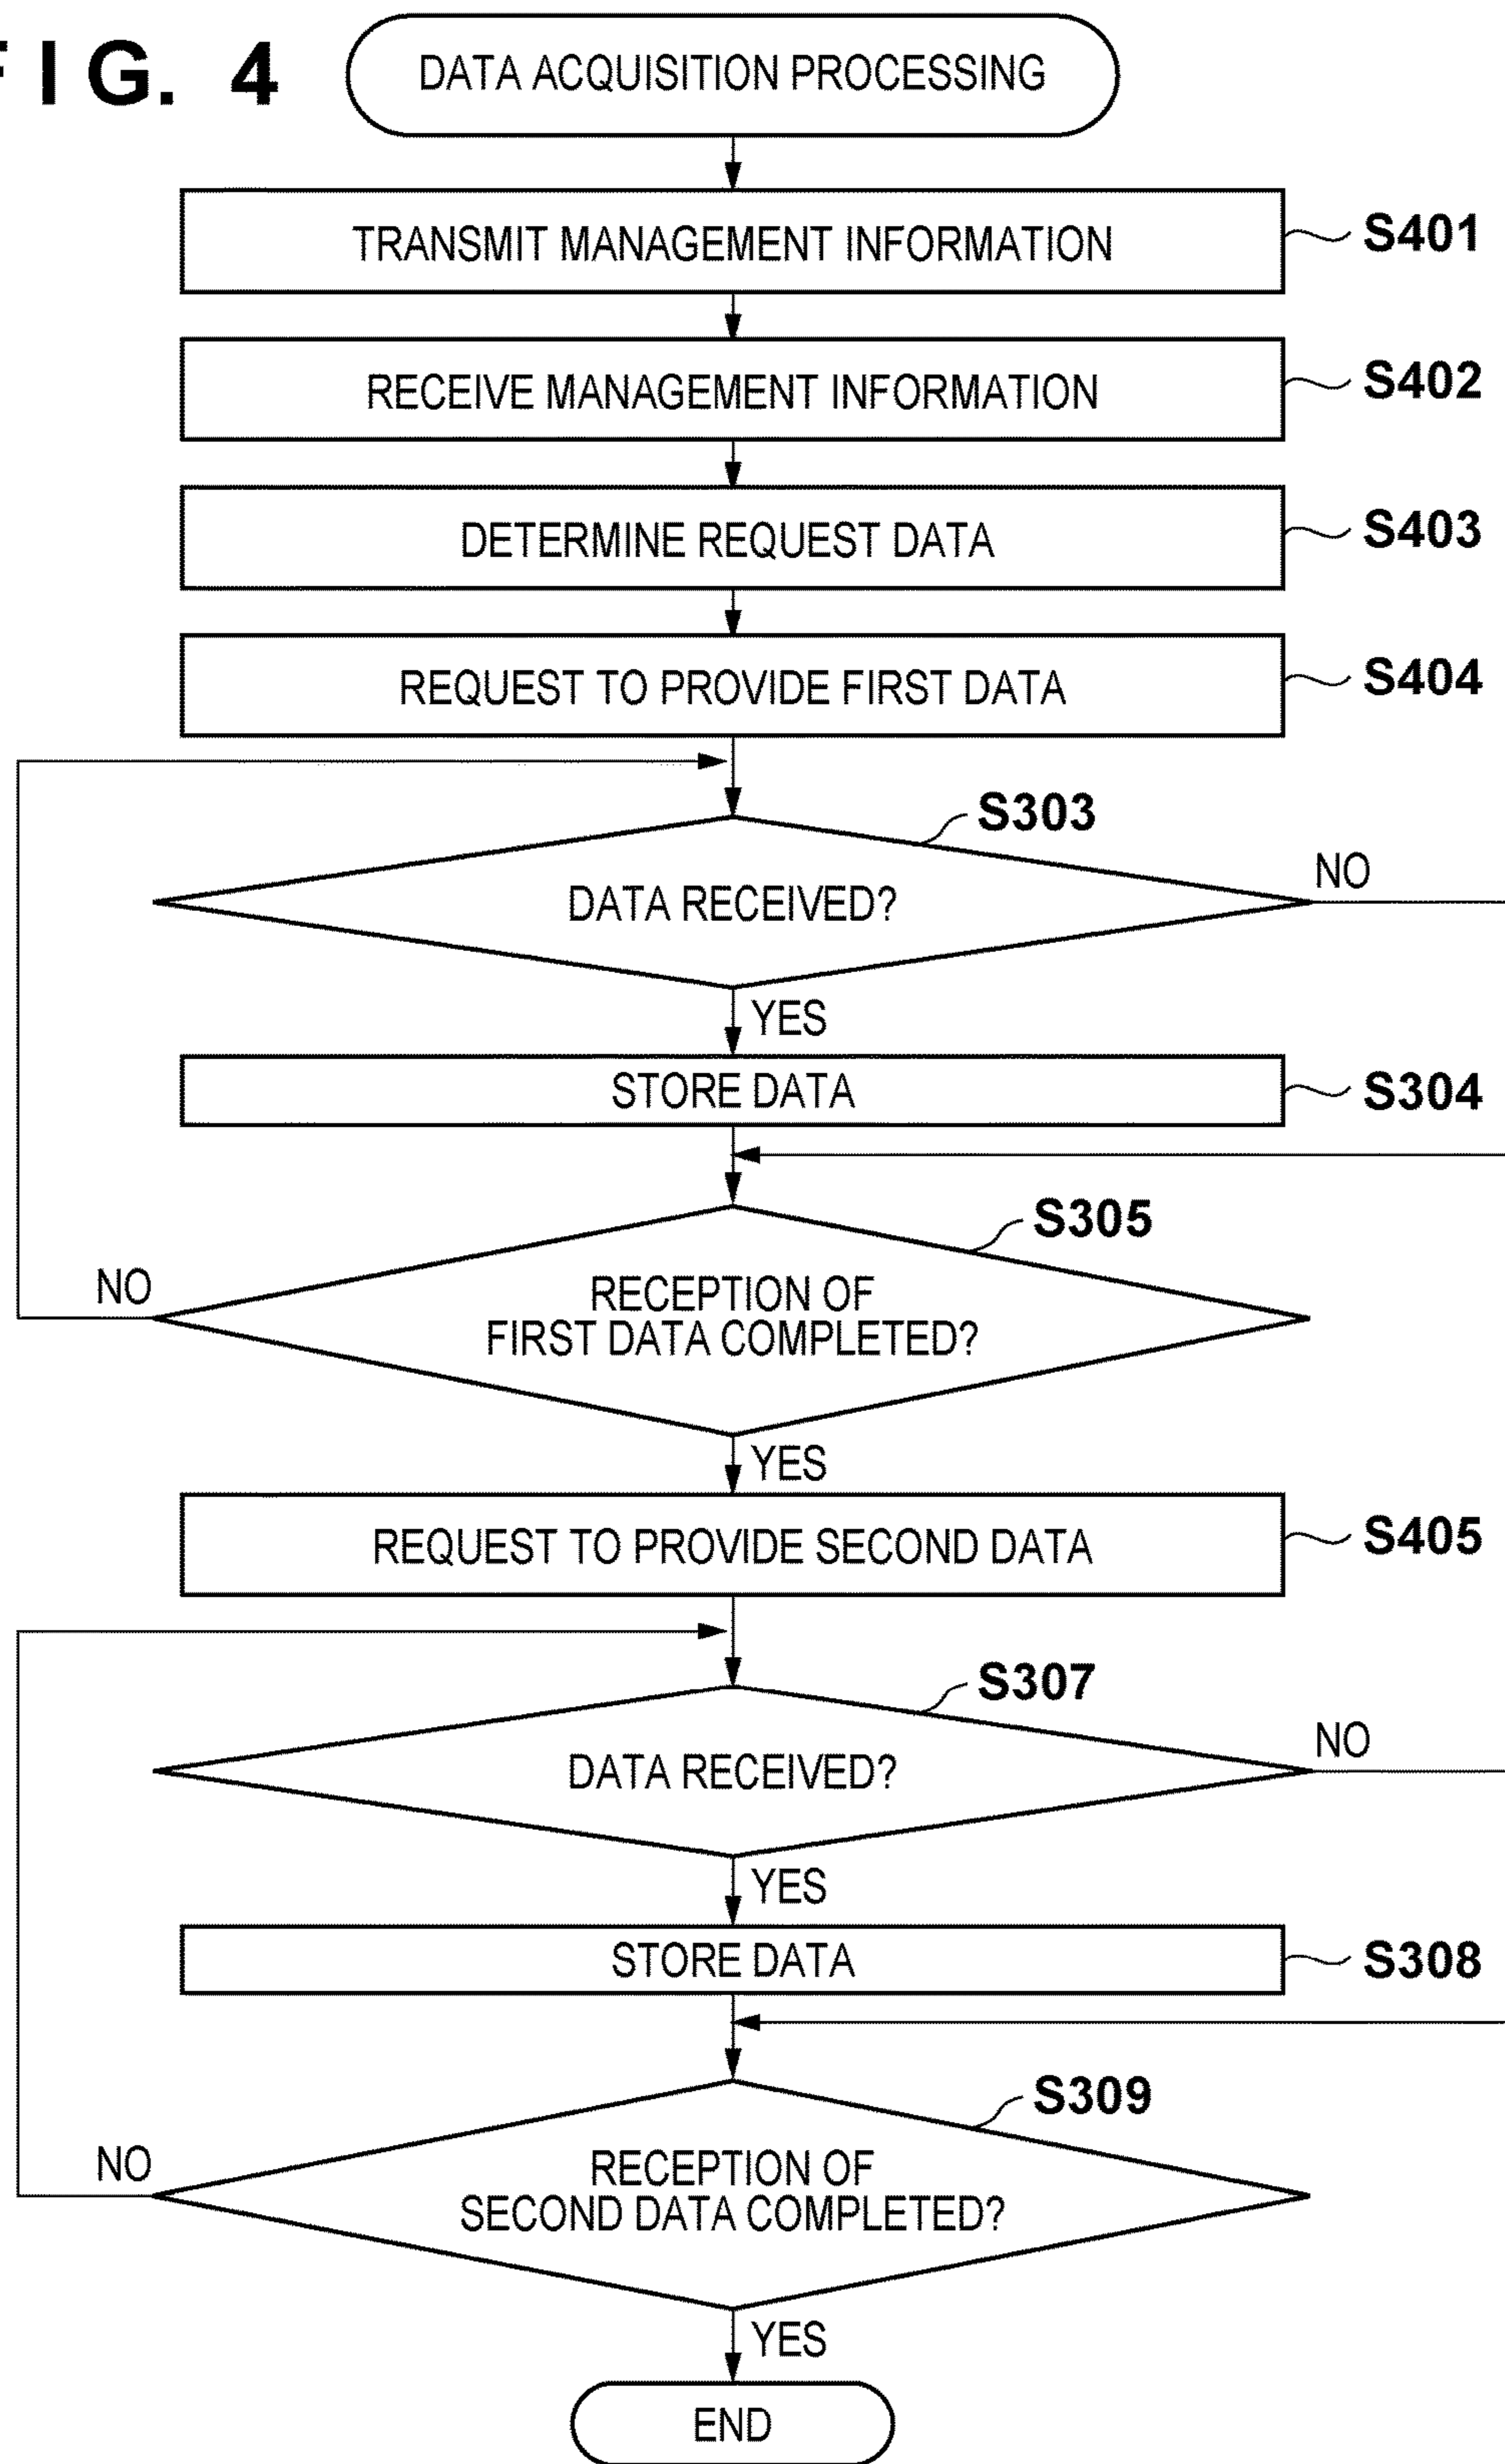 FIG. 4
DATA ACQUISITION PROCESSING
TRANSMIT MANAGEMENT INFORMATION
S401
RECEIVE MANAGEMENT INFORMATION
S402
DETERMINE REQUEST DATA
S403
REQUEST TO PROVIDE FIRST DATA
S404
S303
DATA RECEIVED?
NO
YES
STORE DATA
S304
S305
RECEPTION OF
FIRST DATA COMPLETED?
NO
YES
REQUEST TO PROVIDE SECOND DATA
S405
S307
DATA RECEIVED?
NO
YES
STORE DATA
S308
S309
RECEPTION OF
SECOND DATA COMPLETED?
NO
YES
END